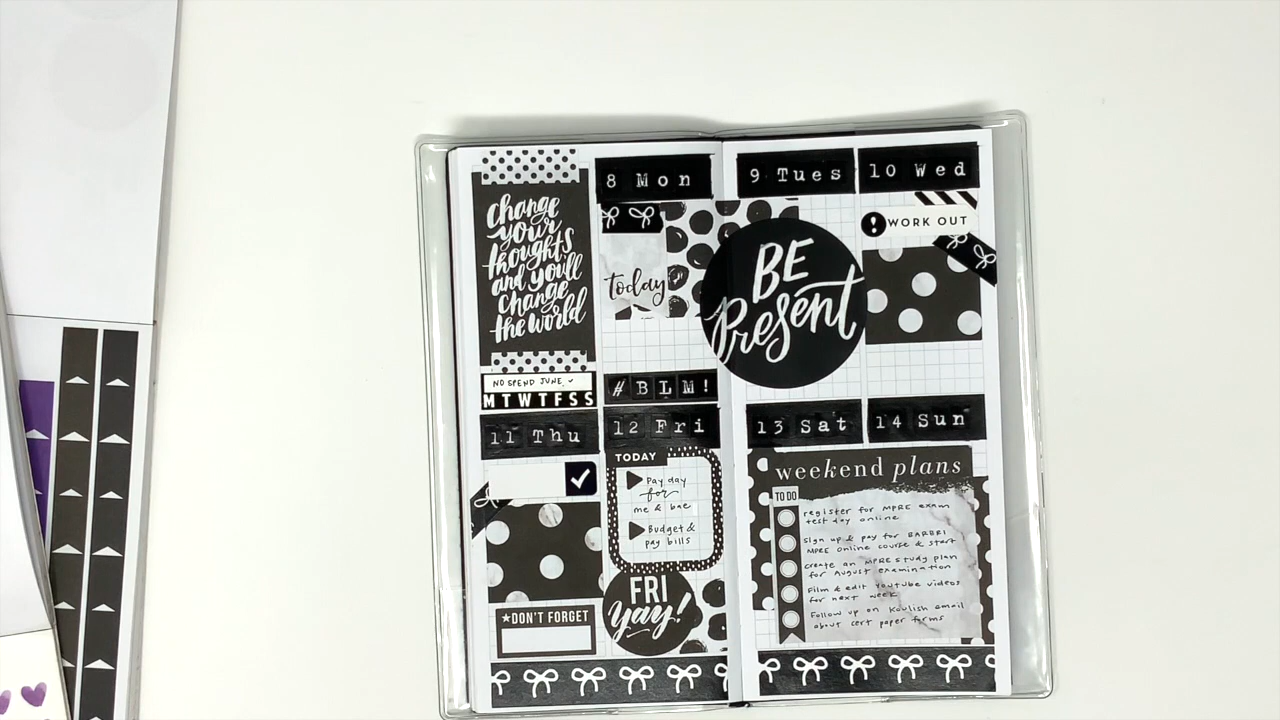 change
your
thoughts
and you'll
change
the world
NO SPEND JUNE
M T W T F S S
8 Mon
today
#BLM!
9 Tues
BE
Present
10 Wed
WORK OUT
11 Thu
★DON'T FORGET
12 Fri
TODAY
Pay day
for
me & bae
Budget &
pay bills
FRI
yay!
13 Sat
14 Sun
weekend plans
TO DO
register for MPRE exam
test day online
sign up & pay for BARBRI
MPRE online course & start
create an MPRE study plan
for August examination
Film & edit YouTube videos
for next week
Follow up on Koulish email
about cert paper forms